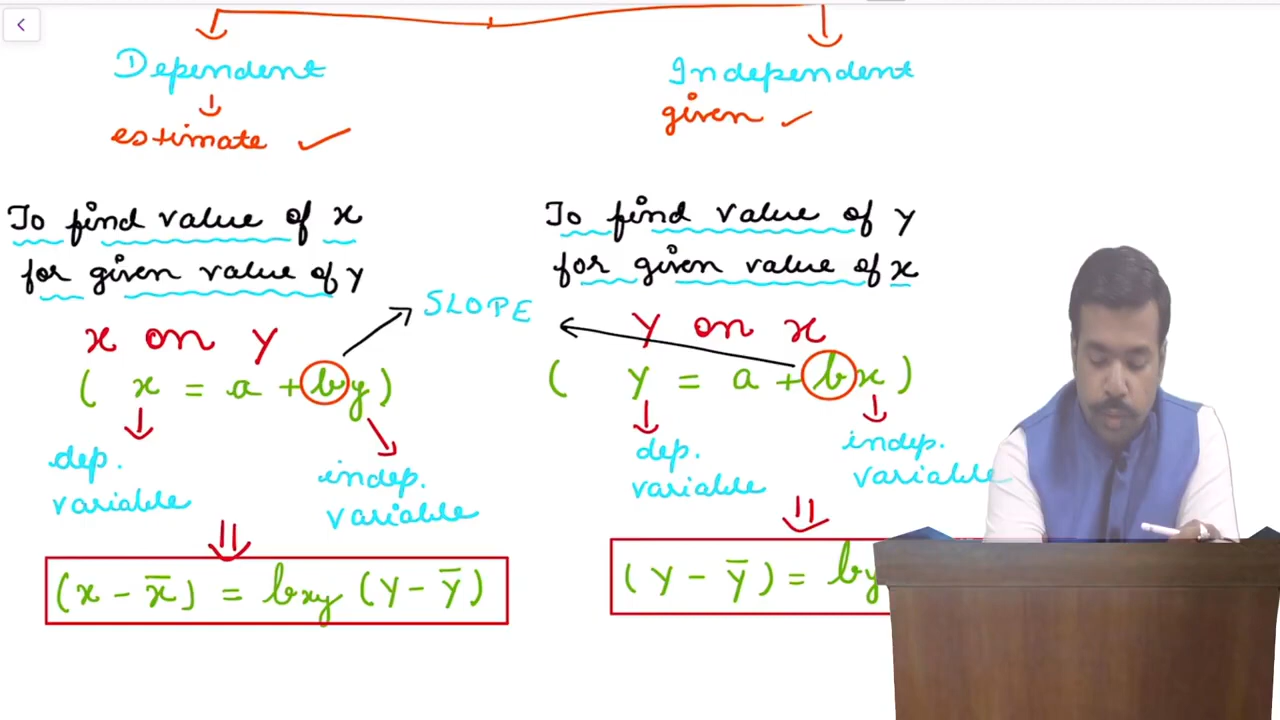 Dependent
estimate
Independent
given
To find value of x
for given value of y
SLOPE
x on y
( x = a + by )
dep.
variable
indep.
variable
(x - x̄) = bxy (y - ȳ)
To find value of y
for given value of x
y on x
( y = a + bx )
dep.
variable
indep.
variable
(y - ȳ) = by